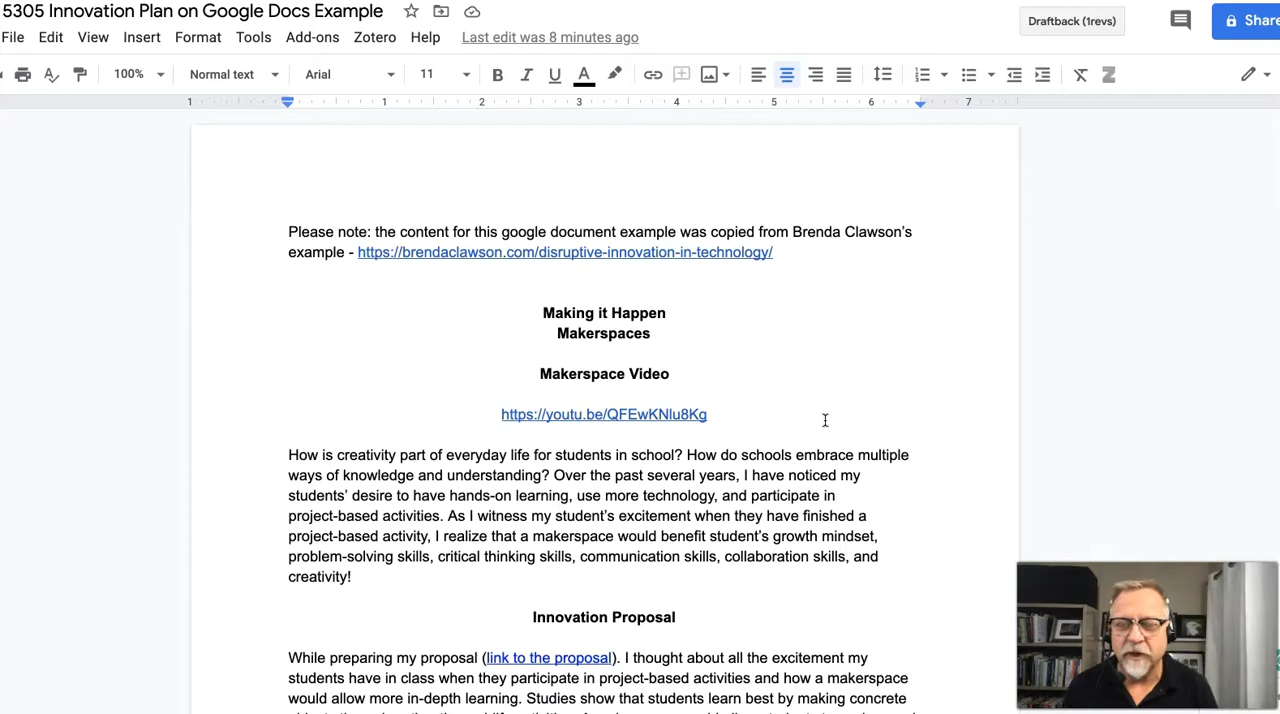 5305 Innovation Plan on Google Docs Example
Draftback (1revs)
Share
File Edit View Insert Format Tools Add-ons Zotero Help Last edit was 8 minutes ago
100% Normal text Arial 11 B I U A
1 1 2 3 4 5 6 7
Please note: the content for this google document example was copied from Brenda Clawson's
example - https://brendaclawson.com/disruptive-innovation-in-technology/
Making it Happen
Makerspaces
Makerspace Video
https://youtu.be/QFEwKNlu8Kg
How is creativity part of everyday life for students in school? How do schools embrace multiple
ways of knowledge and understanding? Over the past several years, I have noticed my
students' desire to have hands-on learning, use more technology, and participate in
project-based activities. As I witness my student's excitement when they have finished a
project-based activity, I realize that a makerspace would benefit student's growth mindset,
problem-solving skills, critical thinking skills, communication skills, collaboration skills, and
creativity!
Innovation Proposal
While preparing my proposal (link to the proposal). I thought about all the excitement my
students have in class when they participate in project-based activities and how a makerspace
would allow more in-depth learning. Studies show that students learn best by making concrete